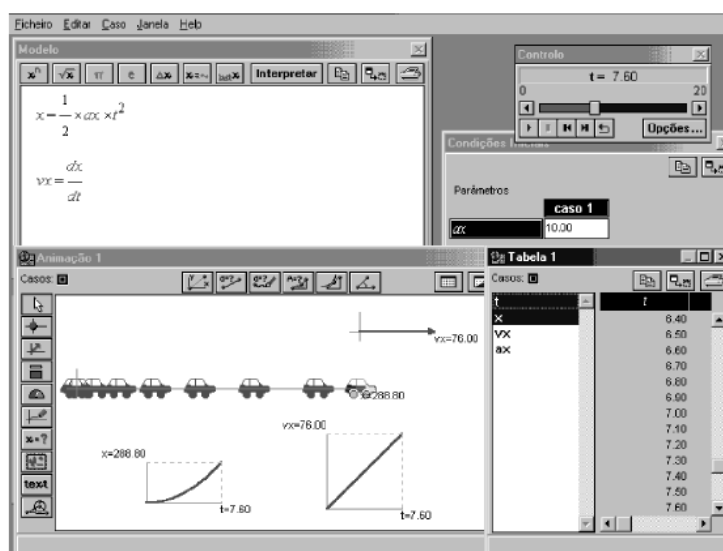 Ficheiro Editar Caso Janela Help
Modelo
xⁿ √x π e Δx Interpretar
x = 1/2 × ax × t²
vx = dx/dt
Controlo
t = 7.60
0 20
Opções...
Condições Iniciais
Parâmetros
caso 1
ax 10.00
Animação 1
Casos:
vx=76.00
x=288.80
vx=76.00
x=288.80
t=7.60
t=7.60
x=?
text
Tabela 1
Casos:
t
x
vx
ax
t
6.40
6.50
6.60
6.70
6.80
6.90
7.00
7.10
7.20
7.30
7.40
7.50
7.60